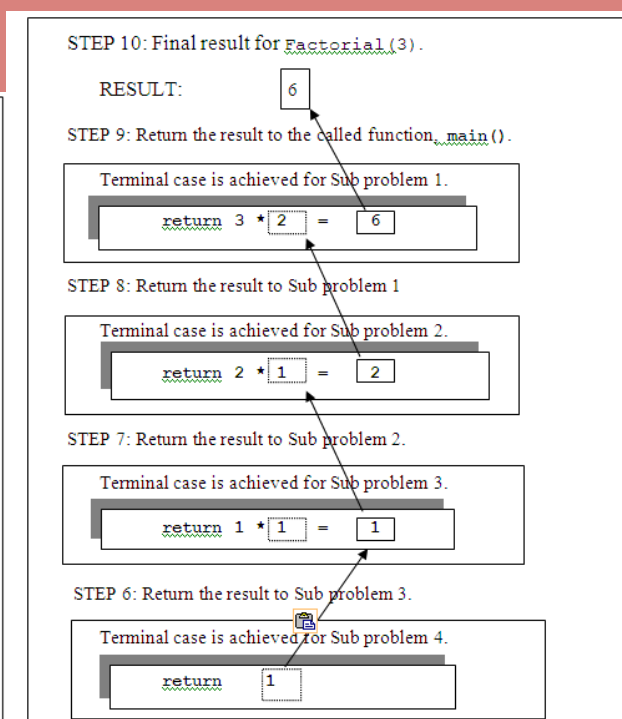 STEP 10: Final result for Factorial(3).
RESULT: 6
STEP 9: Return the result to the called function, main().
Terminal case is achieved for Sub problem 1.
return 3 * 2 = 6
STEP 8: Return the result to Sub problem 1
Terminal case is achieved for Sub problem 2.
return 2 * 1 = 2
STEP 7: Return the result to Sub problem 2.
Terminal case is achieved for Sub problem 3.
return 1 * 1 = 1
STEP 6: Return the result to Sub problem 3.
Terminal case is achieved for Sub problem 4.
return 1